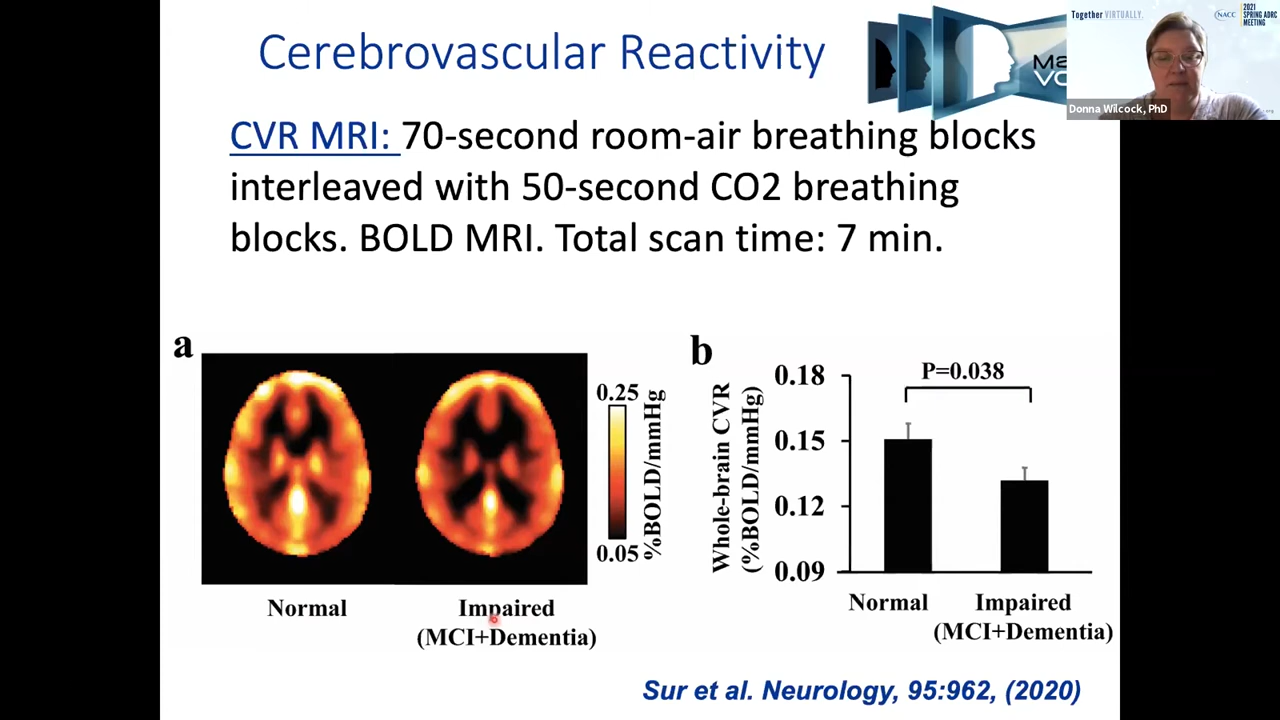 Cerebrovascular Reactivity
Together VIRTUALLY.
NACC
2021
SPRING ADRC
MEETING
Donna Wilcock, PhD
CVR MRI: 70-second room-air breathing blocks
interleaved with 50-second CO2 breathing
blocks. BOLD MRI. Total scan time: 7 min.
a
0.25
0.05
%BOLD/mmHg
Normal
Impaired
(MCI+Dementia)
b
Whole-brain CVR
(%BOLD/mmHg)
0.18
0.15
0.12
0.09
P=0.038
Normal
Impaired
(MCI+Dementia)
Sur et al. Neurology, 95:962, (2020)